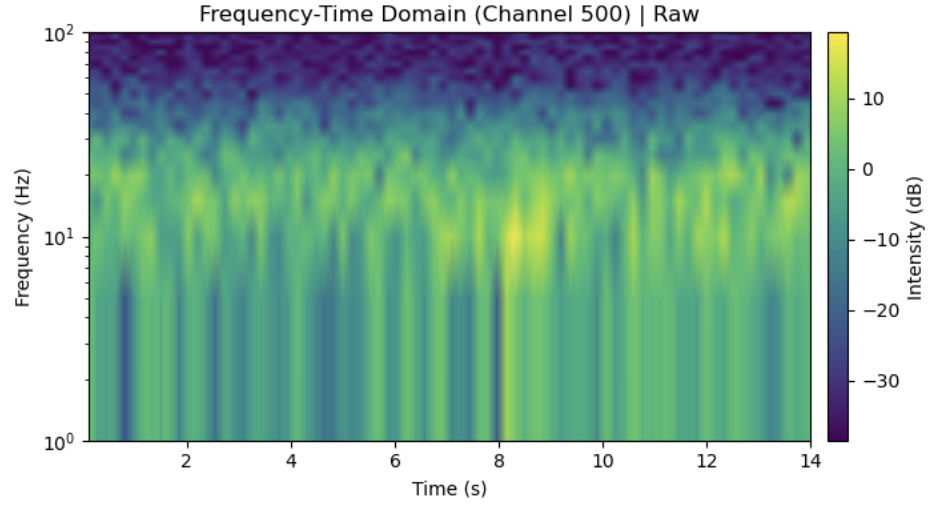 Frequency-Time Domain (Channel 500) | Raw
10²
10¹
10⁰
Frequency (Hz)
2 4 6 8 10 12 14
Time (s)
10
0
−10
−20
−30
Intensity (dB)